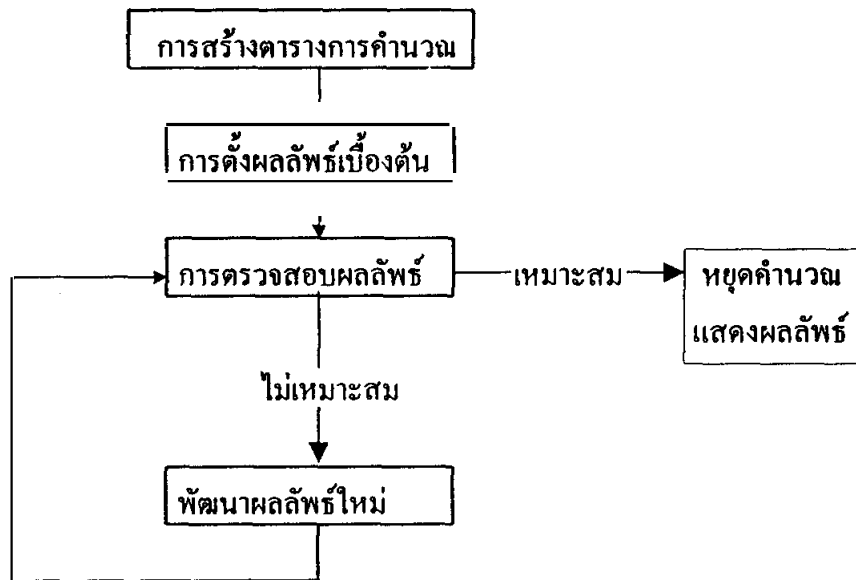 การสร้างตารางการคำนวณ
การตั้งผลลัพธ์เบื้องต้น
การตรวจสอบผลลัพธ์
เหมาะสม
หยุดคำนวณ
แสดงผลลัพธ์
ไม่เหมาะสม
พัฒนาผลลัพธ์ใหม่